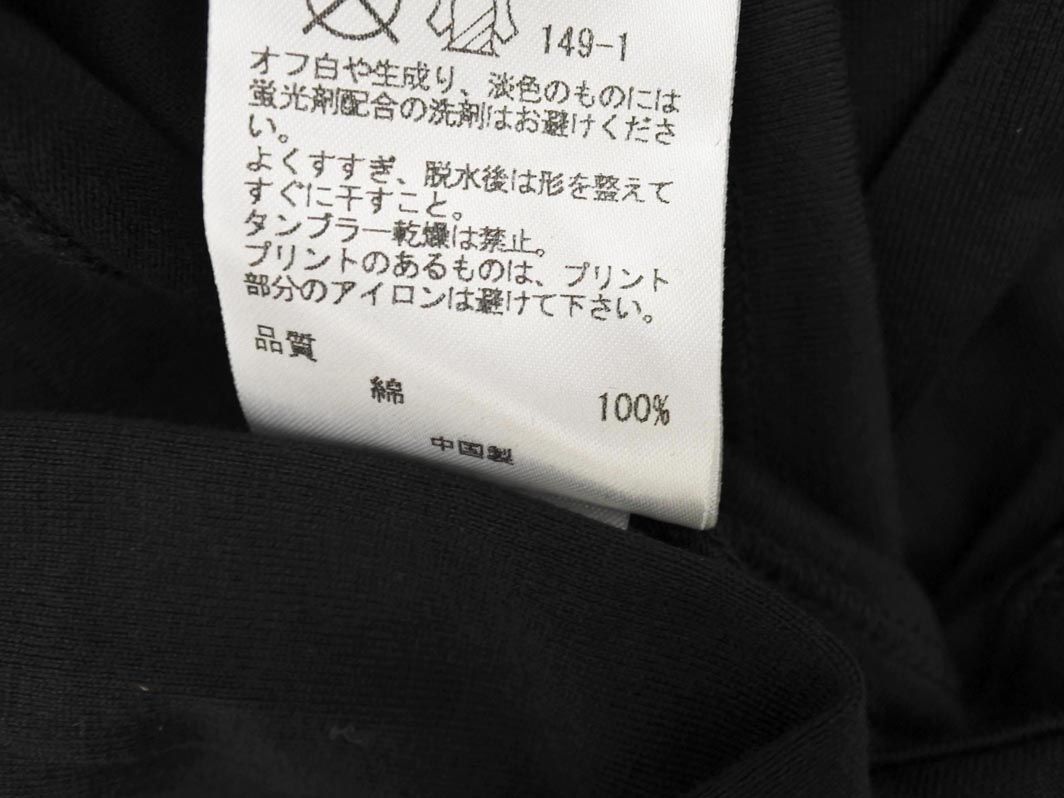 149-1
オフ白や生成り、淡色のものには
蛍光剤配合の洗剤はお避けくださ
い。
よくすすぎ、脱水後は形を整えて
すぐに干すこと。
タンブラー乾燥は禁止。
プリントのあるものは、プリント
部分のアイロンは避けて下さい。
品質
綿 100%
中国製